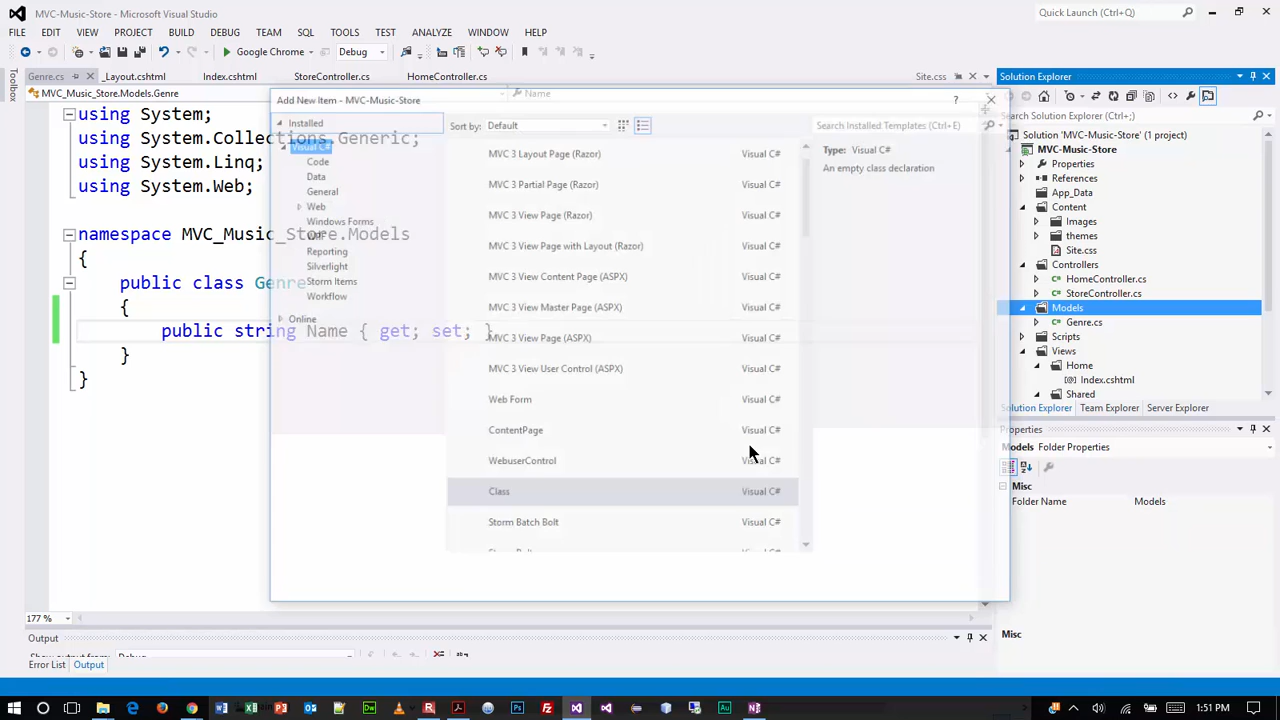 MVC-Music-Store - Microsoft Visual Studio
Quick Launch (Ctrl+Q)
FILE EDIT VIEW PROJECT BUILD DEBUG TEAM SQL TOOLS TEST ANALYZE WINDOW HELP
Google Chrome Debug
Toolbox
Genre.cs _Layout.cshtml Index.cshtml StoreController.cs HomeController.cs Site.css
MVC_Music_Store.Models.Genre Name
using System;
using System.Collections.Generic;
using System.Linq;
using System.Web;
namespace MVC_Music_Store.Models
{
public class Genre
{
public string Name { get; set; }
}
}
177 %
Output
Show output from: Debug
Error List Output
Add New Item - MVC-Music-Store
?
Installed
Visual C#
Code
Data
General
Web
Windows Forms
WPF
Reporting
Silverlight
Storm Items
Workflow
Online
Sort by: Default
Search Installed Templates (Ctrl+E)
MVC 3 Layout Page (Razor) Visual C#
MVC 3 Partial Page (Razor) Visual C#
MVC 3 View Page (Razor) Visual C#
MVC 3 View Page with Layout (Razor) Visual C#
MVC 3 View Content Page (ASPX) Visual C#
MVC 3 View Master Page (ASPX) Visual C#
MVC 3 View Page (ASPX) Visual C#
MVC 3 View User Control (ASPX) Visual C#
Web Form Visual C#
ContentPage Visual C#
WebuserControl Visual C#
Class Visual C#
Storm Batch Bolt Visual C#
Type: Visual C#
An empty class declaration
Solution Explorer
Search Solution Explorer (Ctrl+;)
Solution 'MVC-Music-Store' (1 project)
MVC-Music-Store
Properties
References
App_Data
Content
Images
themes
Site.css
Controllers
HomeController.cs
StoreController.cs
Models
Genre.cs
Scripts
Views
Home
Index.cshtml
Shared
Solution Explorer Team Explorer Server Explorer
Properties
Models Folder Properties
Misc
Folder Name Models
Misc
1:51 PM